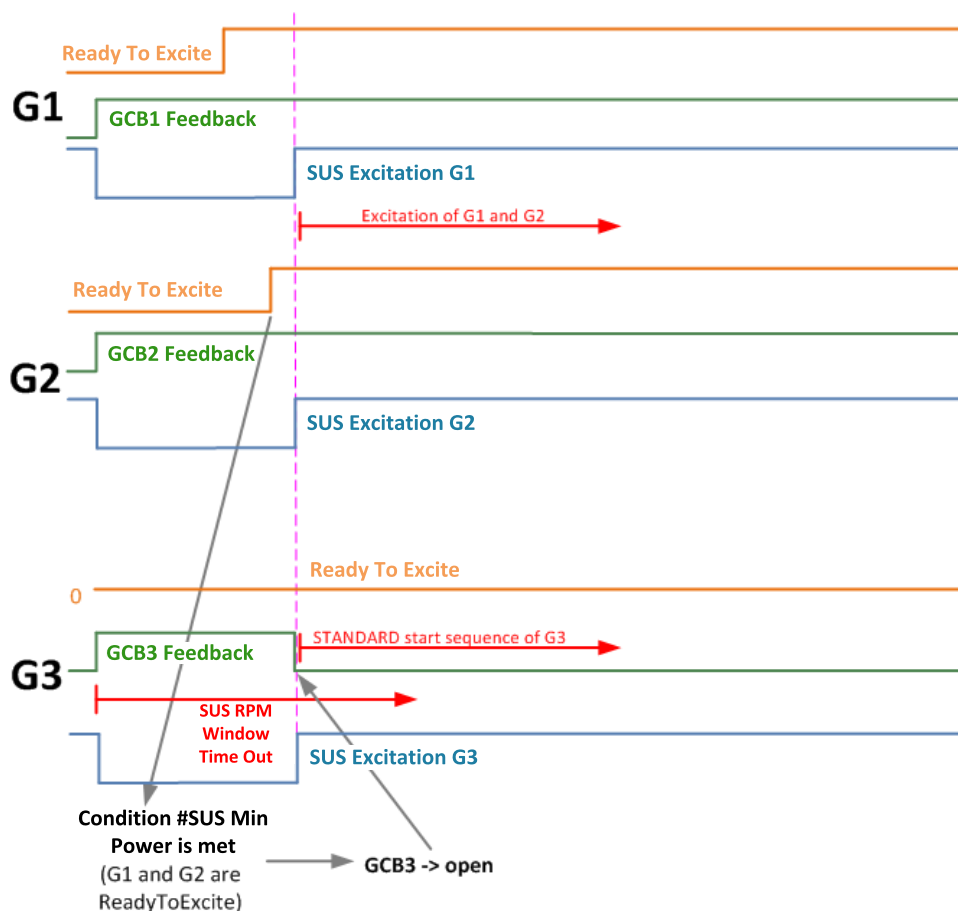 Ready To Excite
G1
GCB1 Feedback
SUS Excitation G1
Excitation of G1 and G2
Ready To Excite
GCB2 Feedback
G2
SUS Excitation G2
Ready To Excite
0
STANDARD start sequence of G3
GCB3 Feedback
G3
SUS RPM
Window
Time Out
SUS Excitation G3
Condition #SUS Min
Power is met
(G1 and G2 are
ReadyToExcite)
GCB3 -> open